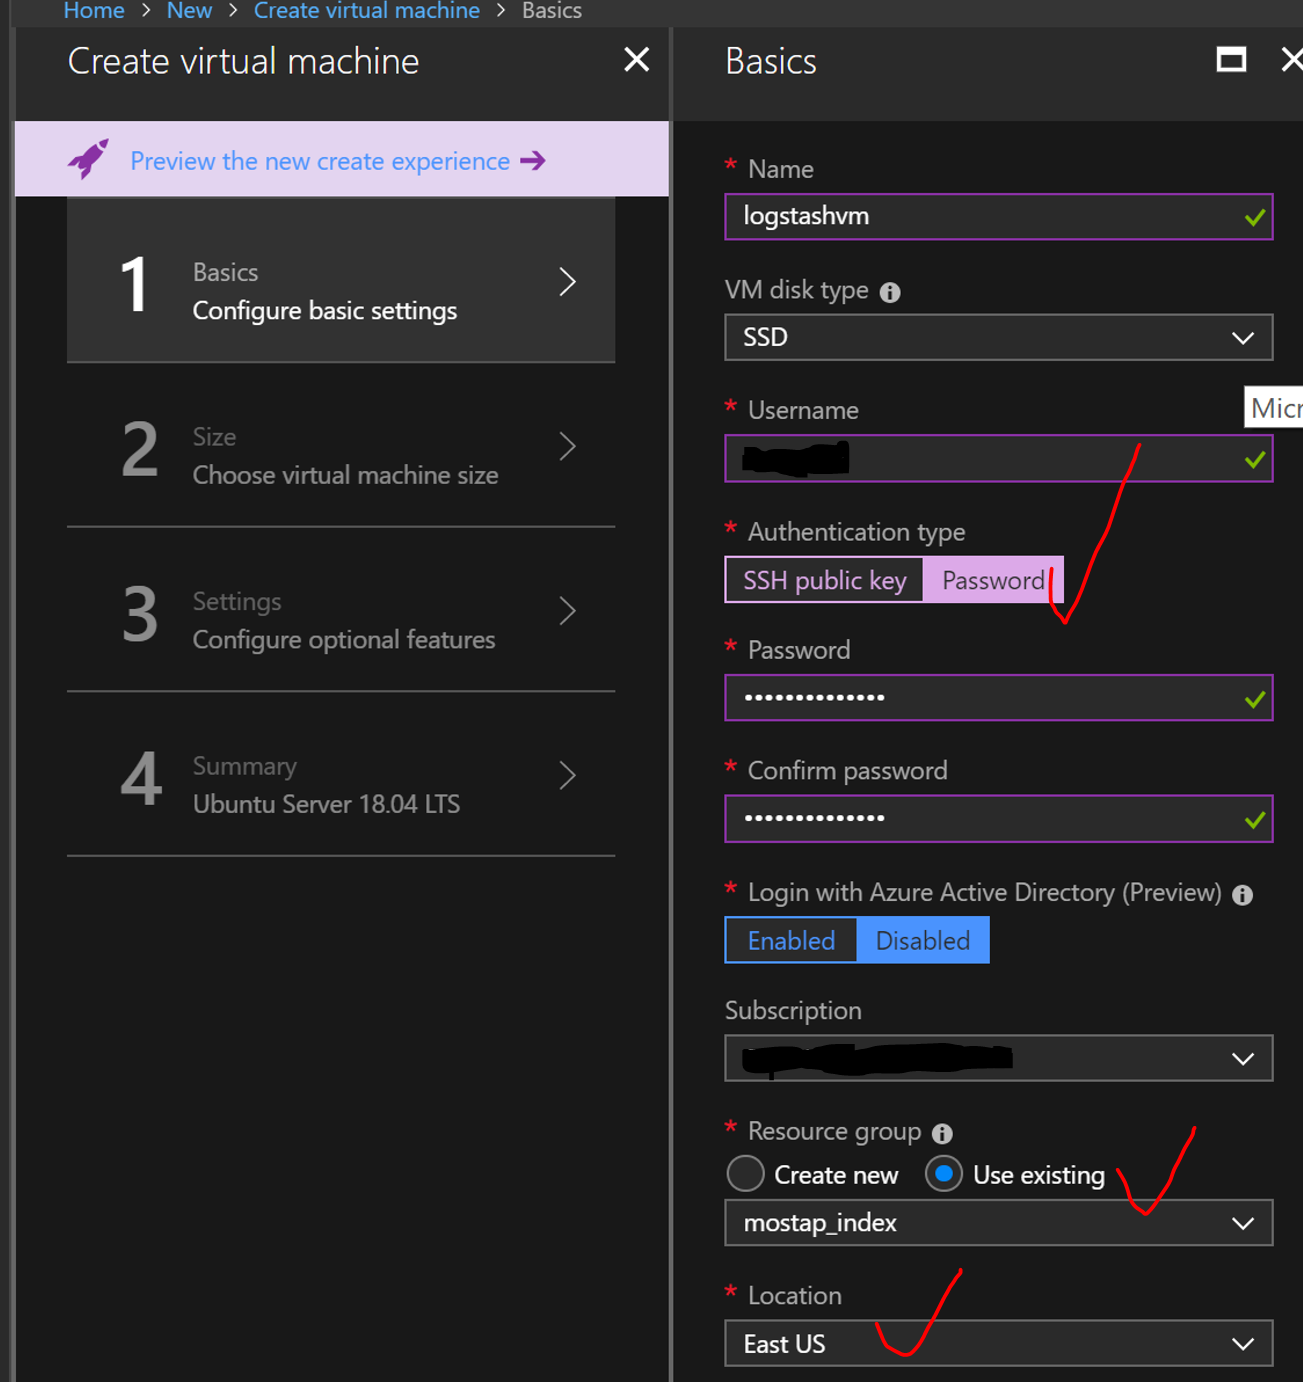 Home > New > Create virtual machine > Basics
Create virtual machine
Preview the new create experience →
1
Basics
Configure basic settings
2
Size
Choose virtual machine size
3
Settings
Configure optional features
4
Summary
Ubuntu Server 18.04 LTS
Basics
* Name
logstashvm
VM disk type
SSD
* Username
Micr
* Authentication type
SSH public key Password
* Password
••••••••••••••
* Confirm password
••••••••••••••
* Login with Azure Active Directory (Preview)
Enabled Disabled
Subscription
* Resource group
Create new Use existing
mostap_index
* Location
East US